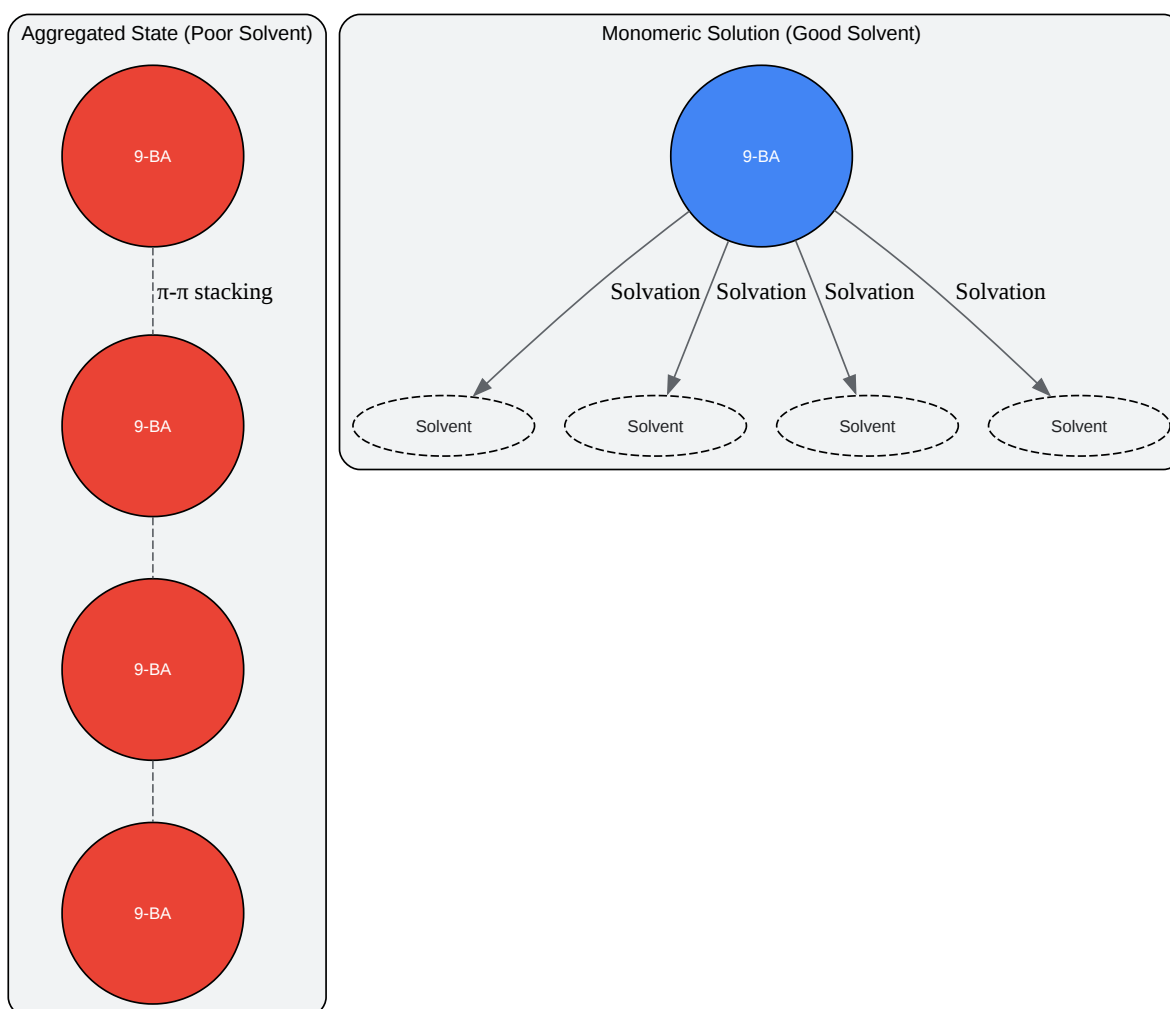 Aggregated State (Poor Solvent)
9-BA
π-π stacking
9-BA
9-BA
9-BA
Monomeric Solution (Good Solvent)
9-BA
Solvation
Solvation
Solvation
Solvation
Solvent
Solvent
Solvent
Solvent